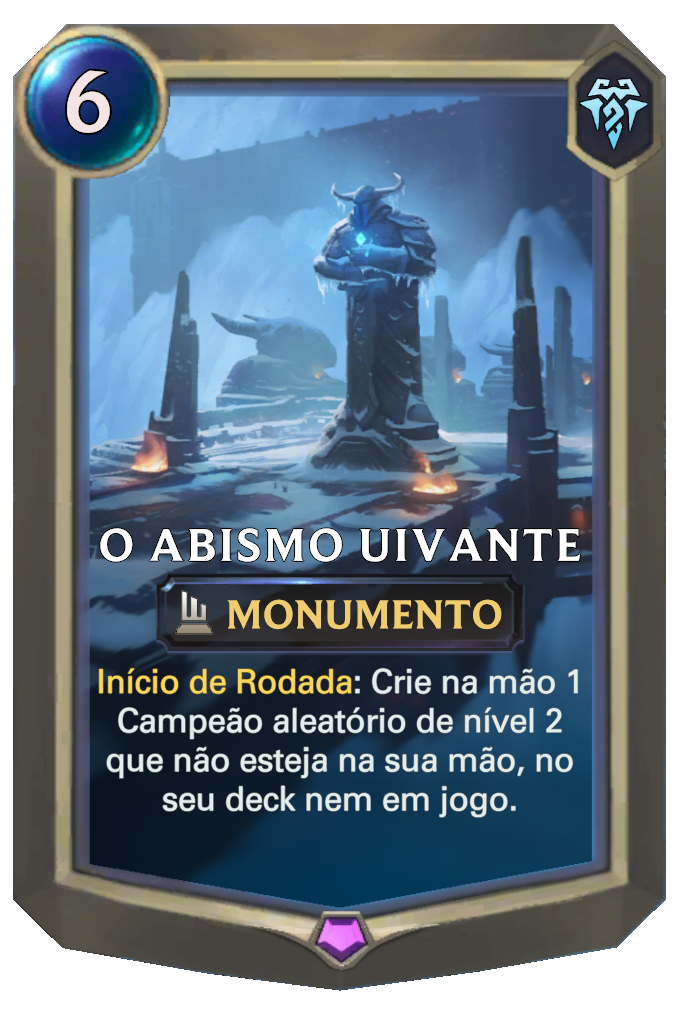 6
O ABISMO UIVANTE
MONUMENTO
Início de Rodada: Crie na mão 1
Campeão aleatório de nível 2
que não esteja na sua mão, no
seu deck nem em jogo.